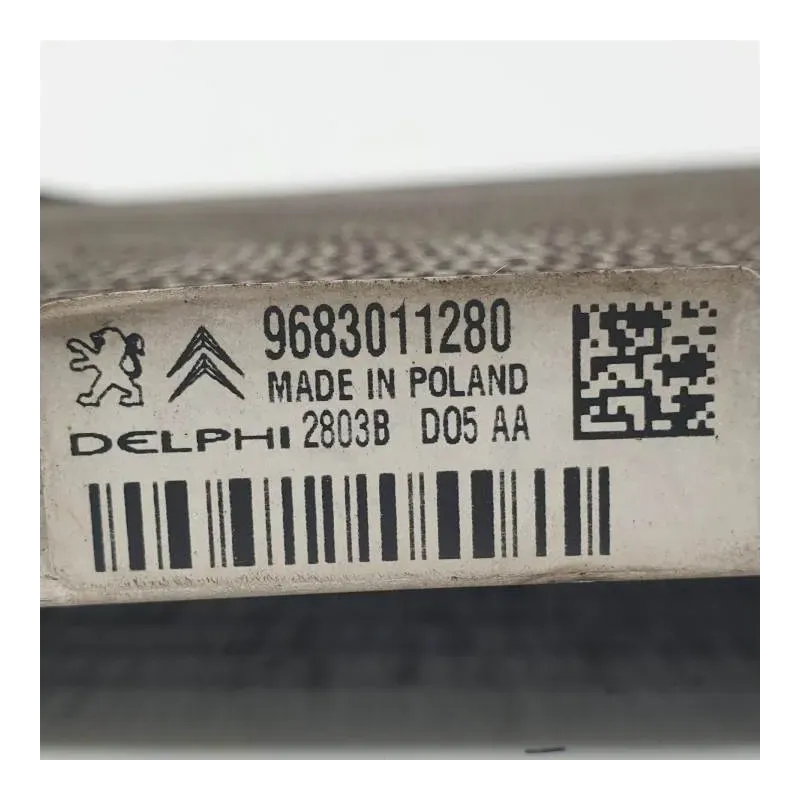 9683011280
MADE IN POLAND
DELPHI 2803B D05 AA